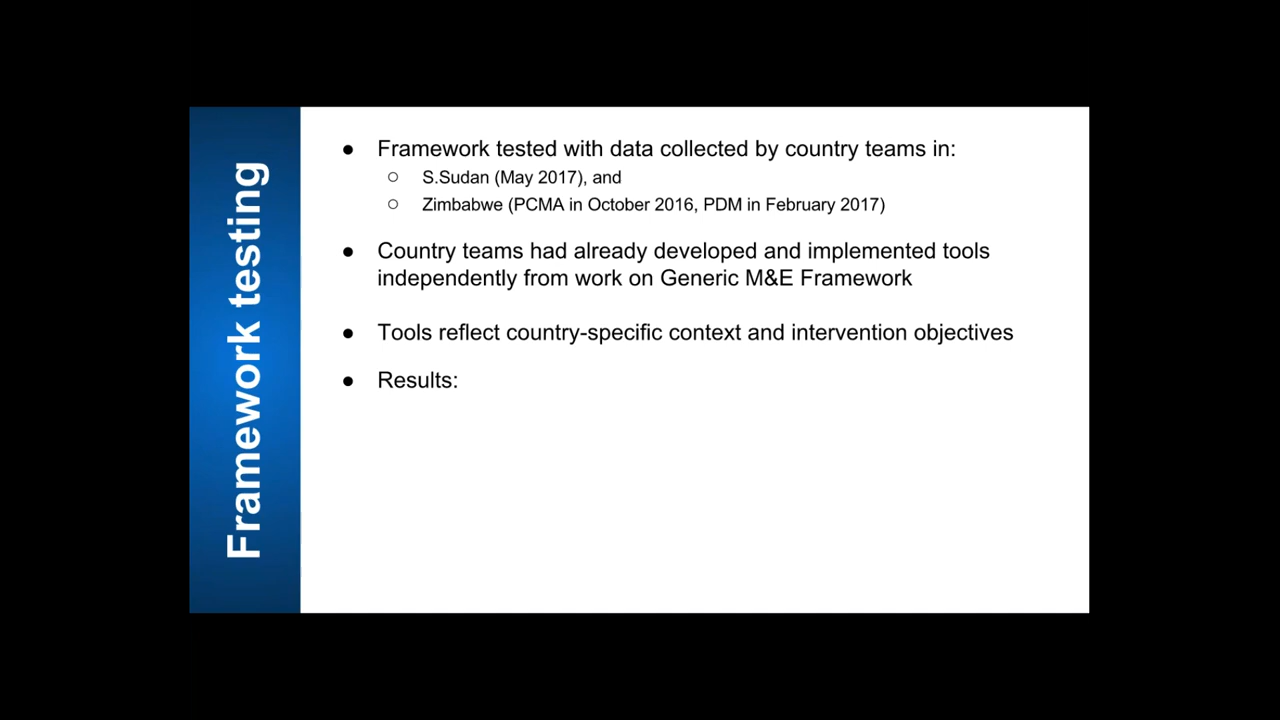 Framework testing
● Framework tested with data collected by country teams in:
○ S.Sudan (May 2017), and
○ Zimbabwe (PCMA in October 2016, PDM in February 2017)
● Country teams had already developed and implemented tools
independently from work on Generic M&E Framework
● Tools reflect country-specific context and intervention objectives
● Results: